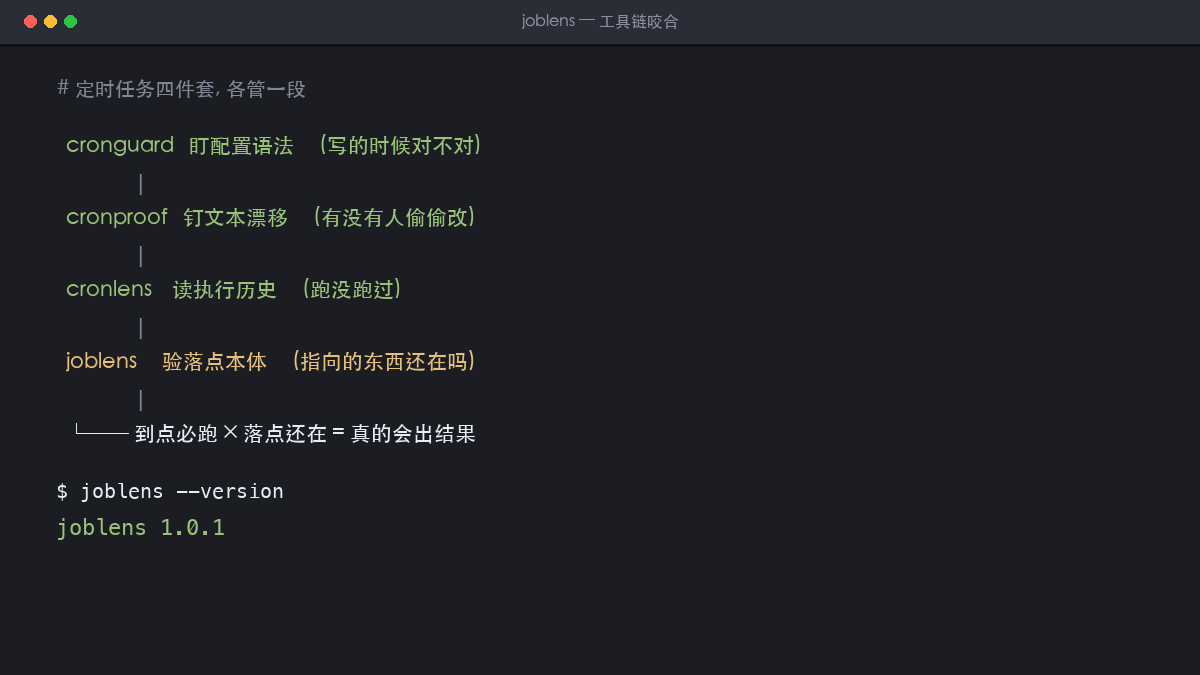 joblens — 工具链咬合
# 定时任务四件套, 各管一段
cronguard 盯配置语法 (写的时候对不对)
│
cronproof 钉文本漂移 (有没有人偷偷改)
│
cronlens 读执行历史 (跑没跑过)
│
joblens 验落点本体 (指向的东西还在吗)
│
└──── 到点必跑 × 落点还在 = 真的会出结果
$ joblens --version
joblens 1.0.1